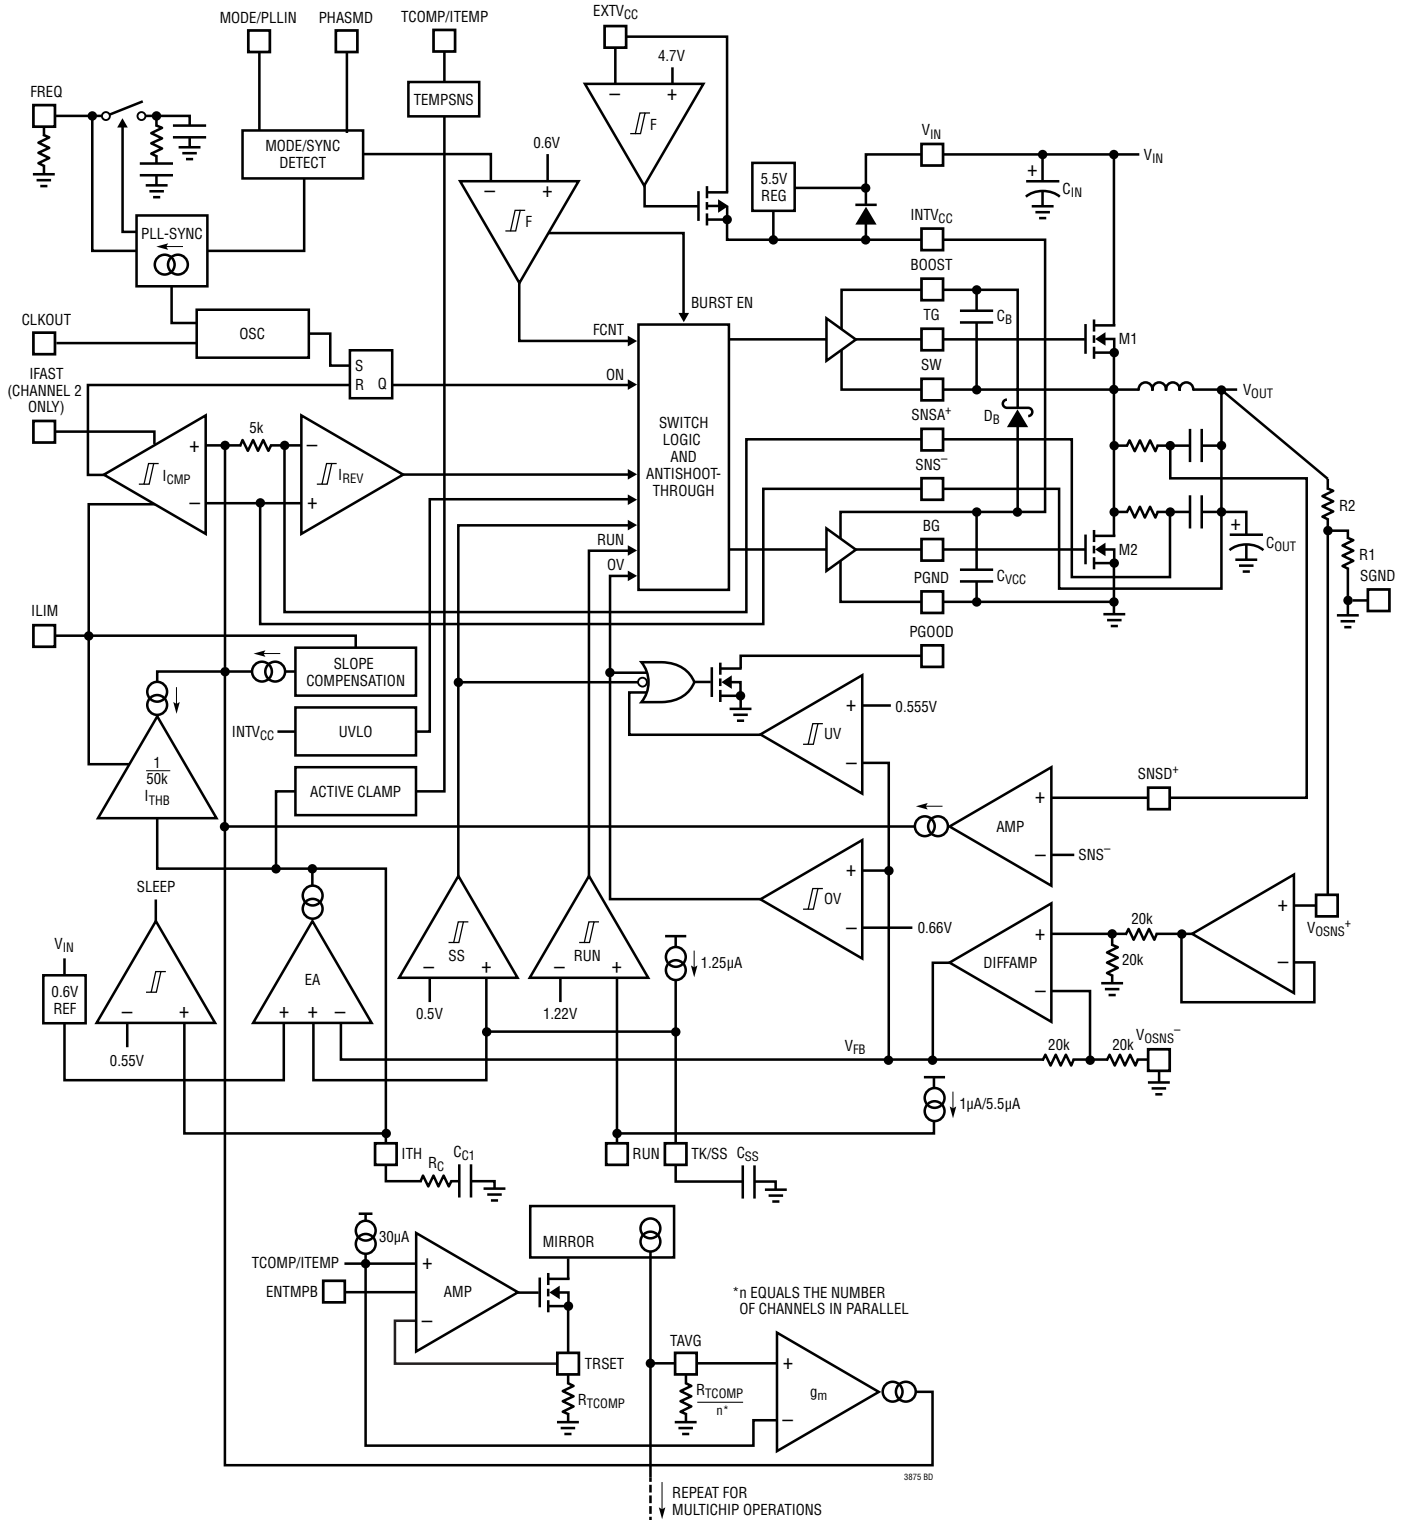 MODE/PLLIN
PHASMD
TCOMP/ITEMP
EXTVCC
4.7V
FREQ
TEMPSNS
−
+
F
MODE/SYNC
DETECT
0.6V
VIN
VIN
5.5V
REG
+
CIN
−
+
F
INTVCC
PLL-SYNC
BOOST
BURST EN
CLKOUT
OSC
FCNT
TG
CB
M1
S
R
Q
IFAST
(CHANNEL 2
ONLY)
ON
SW
VOUT
SNSA+
DB
5k
+
−
ICMP
−
+
IREV
SWITCH
LOGIC
AND
ANTISHOOT-
THROUGH
SNS−
R2
RUN
OV
BG
M2
+
COUT
R1
PGND
CVCC
SGND
ILIM
PGOOD
SLOPE
COMPENSATION
+
0.555V
INTVCC
UVLO
UV
−
1
50k
ITHB
ACTIVE CLAMP
SNSD+
+
AMP
−
SNS−
SLEEP
+
OV
−
0.66V
+
VOSNS+
−
VIN
0.6V
REF
−
+
0.55V
EA
+
+
−
SS
−
+
0.5V
RUN
−
+
1.22V
1.25µA
+
DIFFAMP
−
20k
20k
VFB
20k
20k
VOSNS−
1µA/5.5µA
ITH
RC
CC1
RUN
TK/SS
CSS
30µA
MIRROR
TCOMP/ITEMP
+
ENTMPB
AMP
−
*n EQUALS THE NUMBER
OF CHANNELS IN PARALLEL
TRSET
TAVG
+
RTCOMP
RTCOMP
n*
gm
−
3875 BD
REPEAT FOR
MULTICHIP OPERATIONS